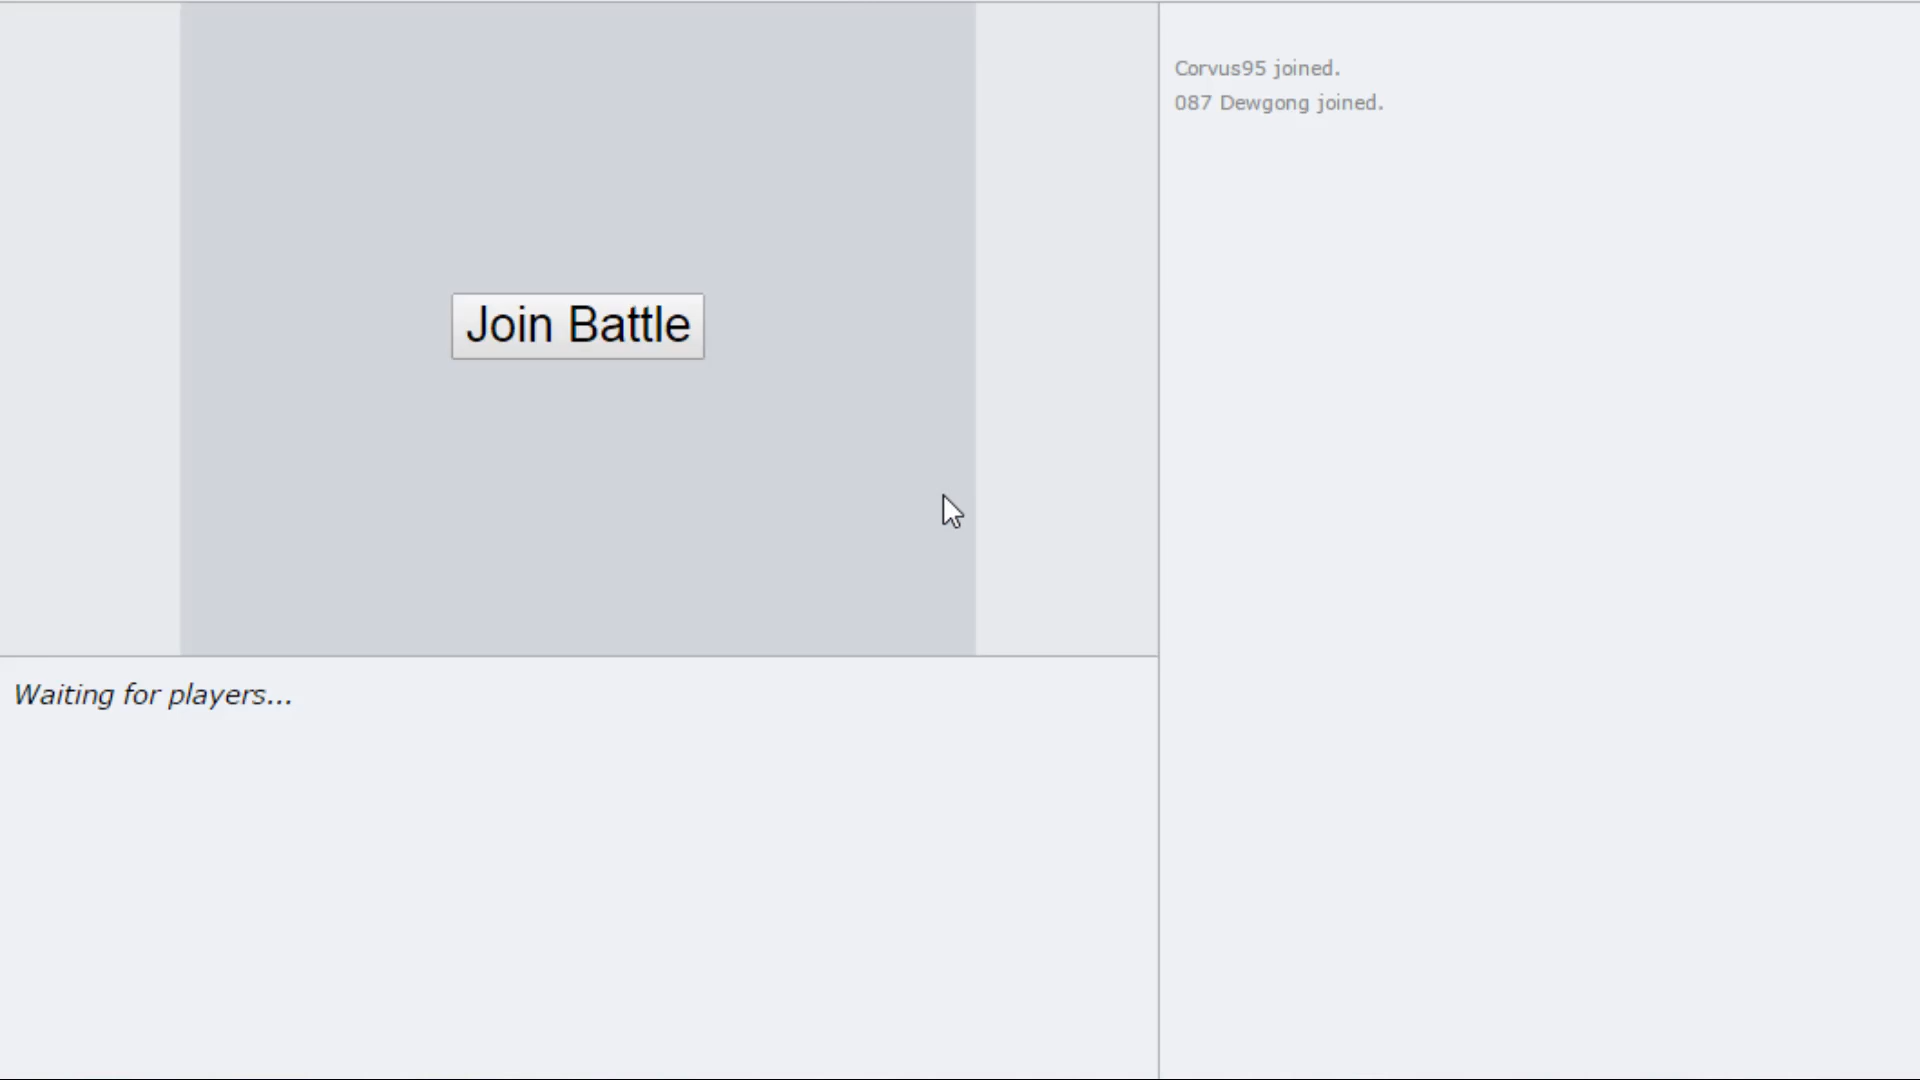 Join Battle
Waiting for players...
Corvus95 joined.
087 Dewgong joined.